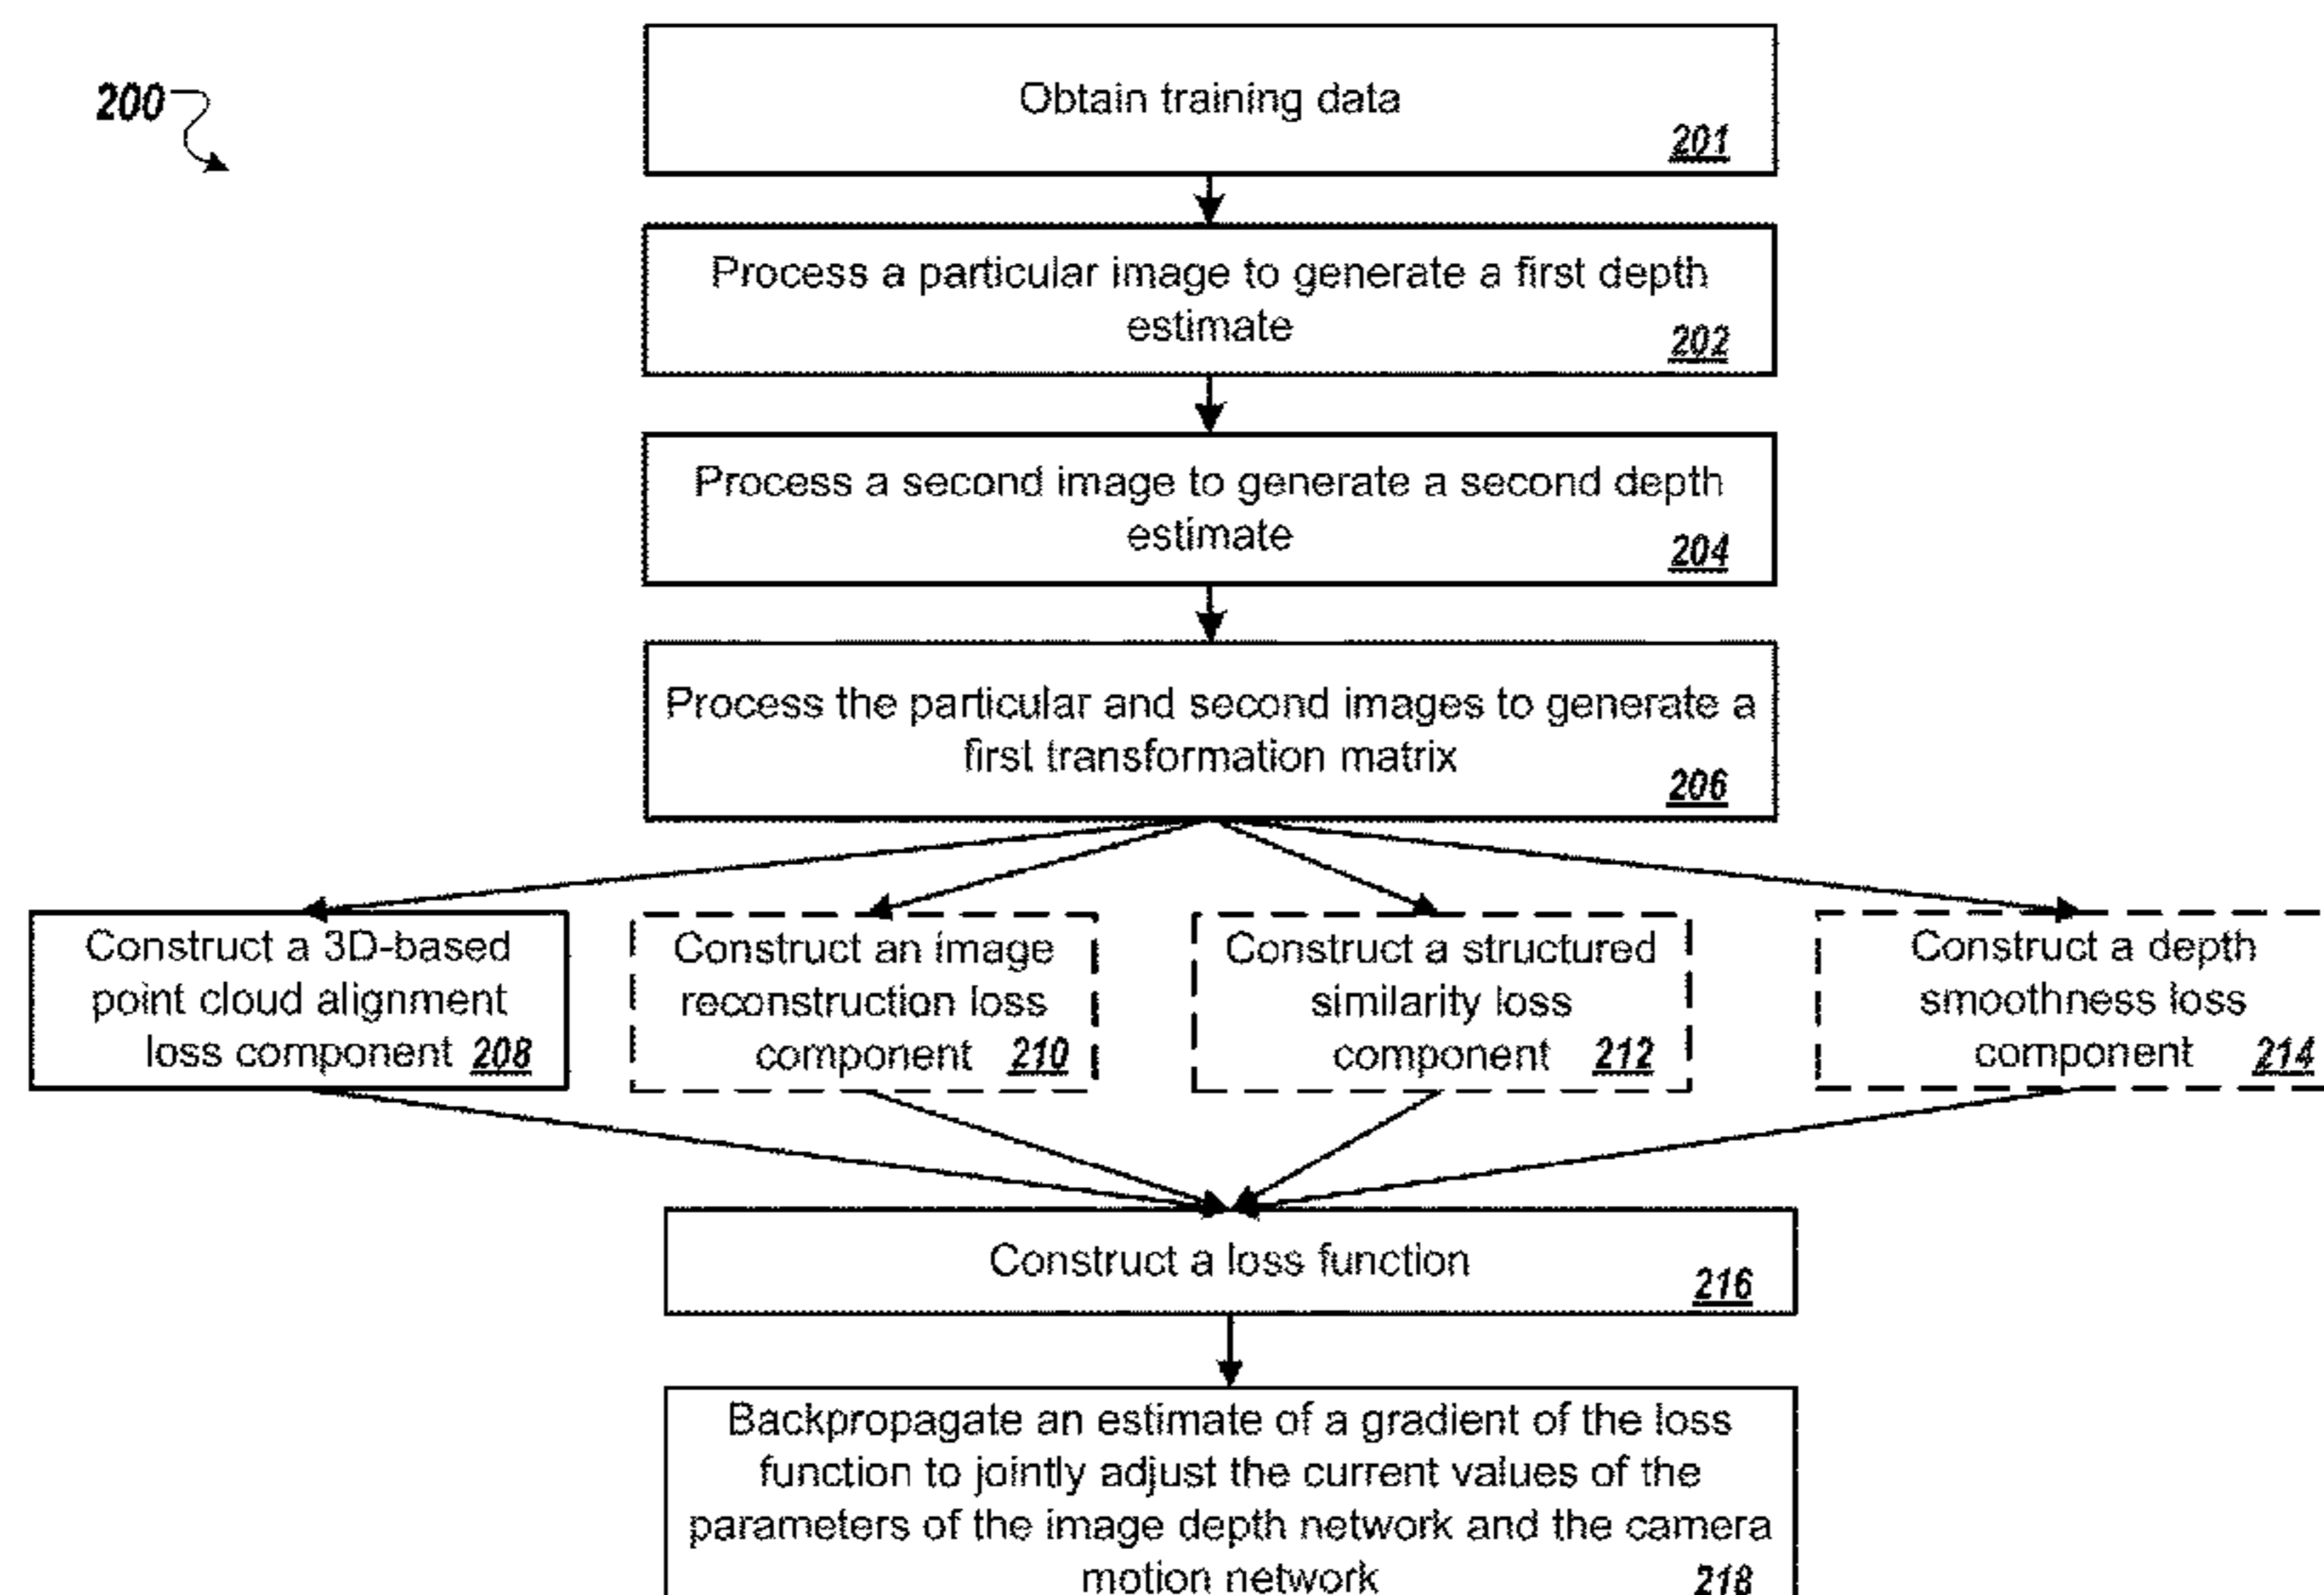 200
Obtain training data
201
Process a particular image to generate a first depth
estimate
202
Process a second image to generate a second depth
estimate
204
Process the particular and second images to generate a
first transformation matrix
206
Construct a 3D-based
point cloud alignment
loss component 208
Construct an image
reconstruction loss
component 210
Construct a structured
similarity loss
component 212
Construct a depth
smoothness loss
component 214
Construct a loss function
216
Backpropagate an estimate of a gradient of the loss
function to jointly adjust the current values of the
parameters of the image depth network and the camera
motion network
218